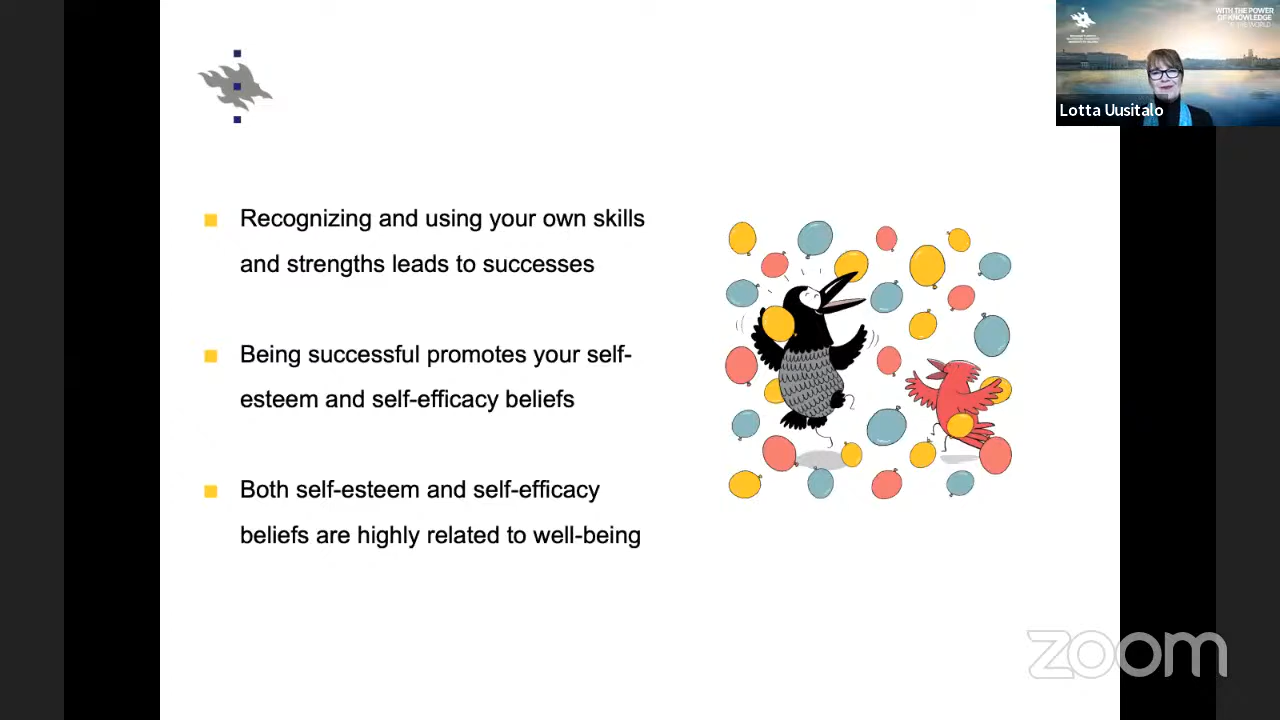 WITH THE POWER
OF KNOWLEDGE
Lotta Uusitalo
Recognizing and using your own skills
and strengths leads to successes
Being successful promotes your self-
esteem and self-efficacy beliefs
Both self-esteem and self-efficacy
beliefs are highly related to well-being
zoom